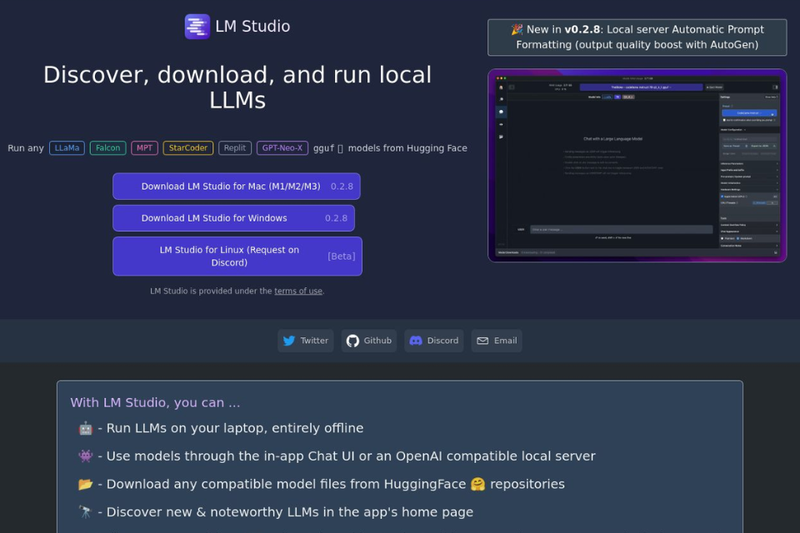 LM Studio
Discover, download, and run local
LLMs
Run any LLaMa Falcon MPT StarCoder Replit GPT-Neo-X gguf models from Hugging Face
Download LM Studio for Mac (M1/M2/M3) 0.2.8
Download LM Studio for Windows 0.2.8
LM Studio for Linux (Request on
Discord) [Beta]
LM Studio is provided under the terms of use.
🎉 New in v0.2.8: Local server Automatic Prompt
Formatting (output quality boost with AutoGen)
Chat with a Large Language Model
Twitter Github Discord Email
With LM Studio, you can ...
🤖 - Run LLMs on your laptop, entirely offline
👾 - Use models through the in-app Chat UI or an OpenAI compatible local server
📂 - Download any compatible model files from HuggingFace 🤗 repositories
🔭 - Discover new & noteworthy LLMs in the app's home page